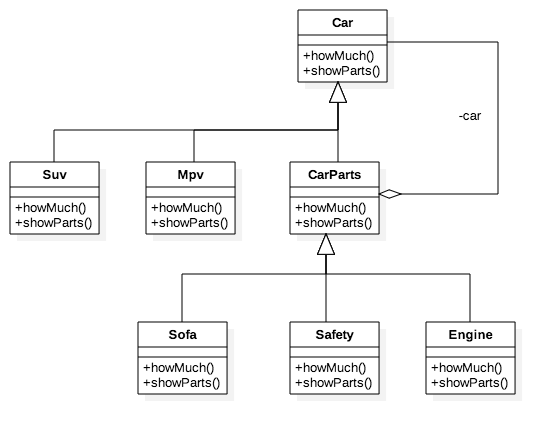 Car
+howMuch()
+showParts()
-car
Suv
+howMuch()
+showParts()
Mpv
+howMuch()
+showParts()
CarParts
+howMuch()
+showParts()
Sofa
+howMuch()
+showParts()
Safety
+howMuch()
+showParts()
Engine
+howMuch()
+showParts()